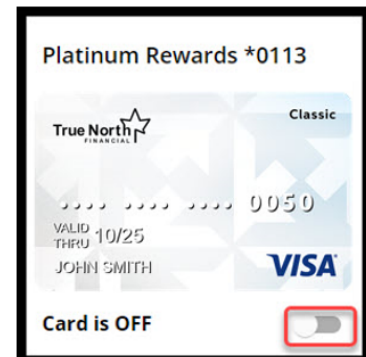 Platinum Rewards *0113
Classic
True North
FINANCIAL
.... .... .... 0050
VALID
THRU 10/25
JOHN SMITH
VISA
Card is OFF